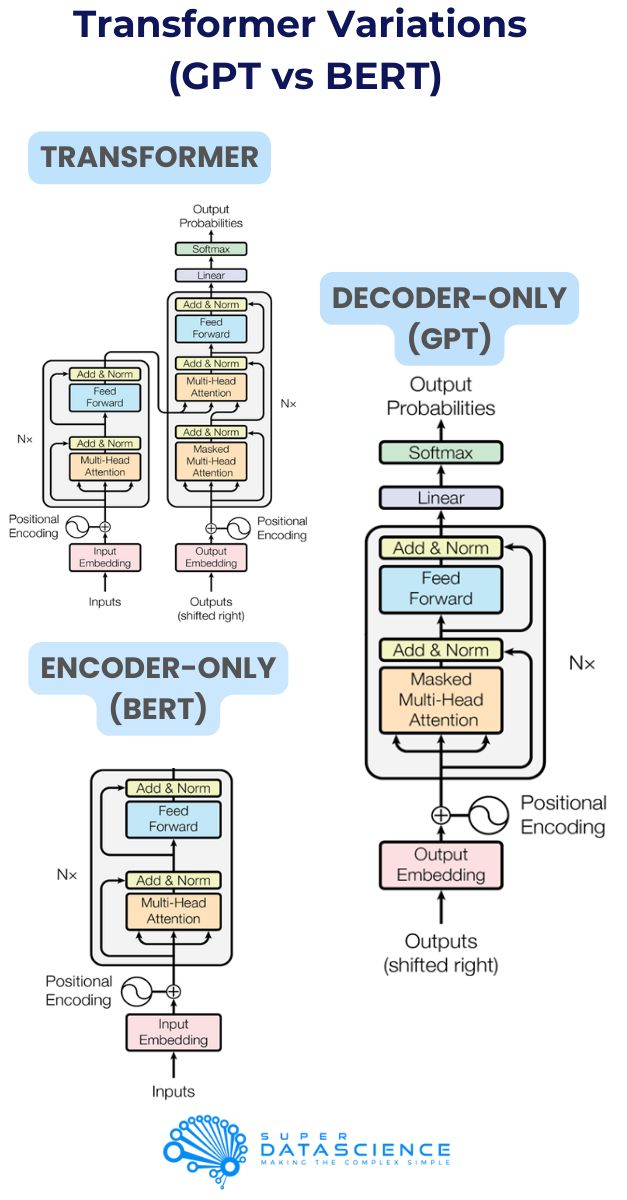 Transformer Variations
(GPT vs BERT)
TRANSFORMER
Output
Probabilities
Softmax
Linear
Add & Norm
Feed
Forward
Add & Norm
Multi-Head
Attention
Add & Norm
Masked
Multi-Head
Attention
Nx
Add & Norm
Feed
Forward
Add & Norm
Multi-Head
Attention
Nx
Positional
Encoding
Positional
Encoding
Input
Embedding
Output
Embedding
Inputs
Outputs
(shifted right)
DECODER-ONLY
(GPT)
Output
Probabilities
Softmax
Linear
Add & Norm
Feed
Forward
Add & Norm
Masked
Multi-Head
Attention
Nx
Positional
Encoding
Output
Embedding
Outputs
(shifted right)
ENCODER-ONLY
(BERT)
Add & Norm
Feed
Forward
Nx
Add & Norm
Multi-Head
Attention
Positional
Encoding
Input
Embedding
Inputs
SUPER
DATASCIENCE
MAKING THE COMPLEX SIMPLE